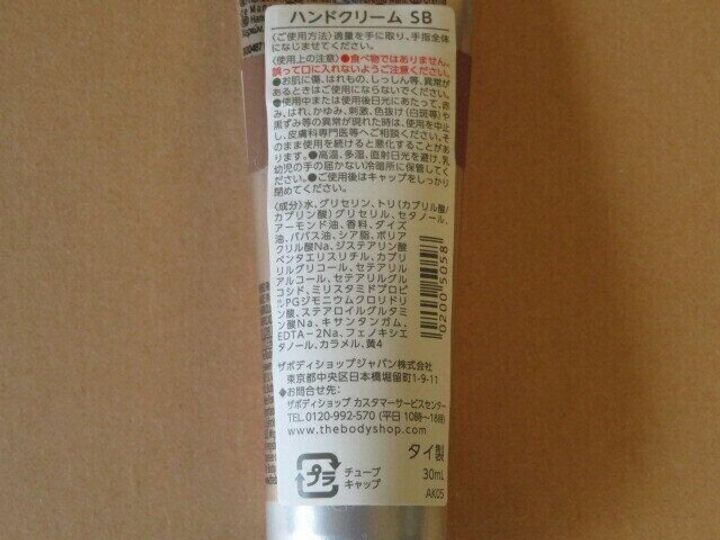 ハンドクリーム SB
〈ご使用方法〉適量を手に取り、手指全体
になじませてください。
〈使用上の注意〉●食べ物ではありません。
誤って口に入れないようご注意ください。
●お肌に傷、はれもの、しっしん等、異常が
あるときはご使用にならないでください。
●使用中または使用後日光にあたって、赤
み、はれ、かゆみ、刺激、色抜け(白斑等)や
黒ずみ等の異常が現れた時は、使用を中止
し、皮膚科専門医等へご相談ください。そ
のまま使用を続けると悪化することがあ
ります。●高温、多湿、直射日光を避け、乳
幼児の手の届かない冷暗所に保管してく
ださい。●ご使用後はキャップをしっかり
閉めてください。
〈成分〉水、グリセリン、トリ(カプリル酸/
カプリン酸)グリセリル、セタノール、
アーモンド油、香料、ダイズ
油、ババス油、シア脂、ポリア
クリル酸Na、ジステアリン酸
ペンタエリスリチル、カプリ
リルグリコール、セテアリル
アルコール、セテアリルグル
コシド、ミリスタミドプロピ
ルPGジモニウムクロリドリ
ン酸、ステアロイルグルタミ
ン酸Na、キサンタンガム、
EDTA-2Na、フェノキシエ
タノール、カラメル、黄4
02005058
ザボディショップジャパン株式会社
東京都中央区日本橋堀留町1-9-11
◆お問合せ先:
ザボディショップ カスタマーサービスセンター
TEL.0120-992-570 (平日 10時~18時)
www.thebodyshop.com
タイ製
プラ
チューブ
キャップ
30mL
AK05